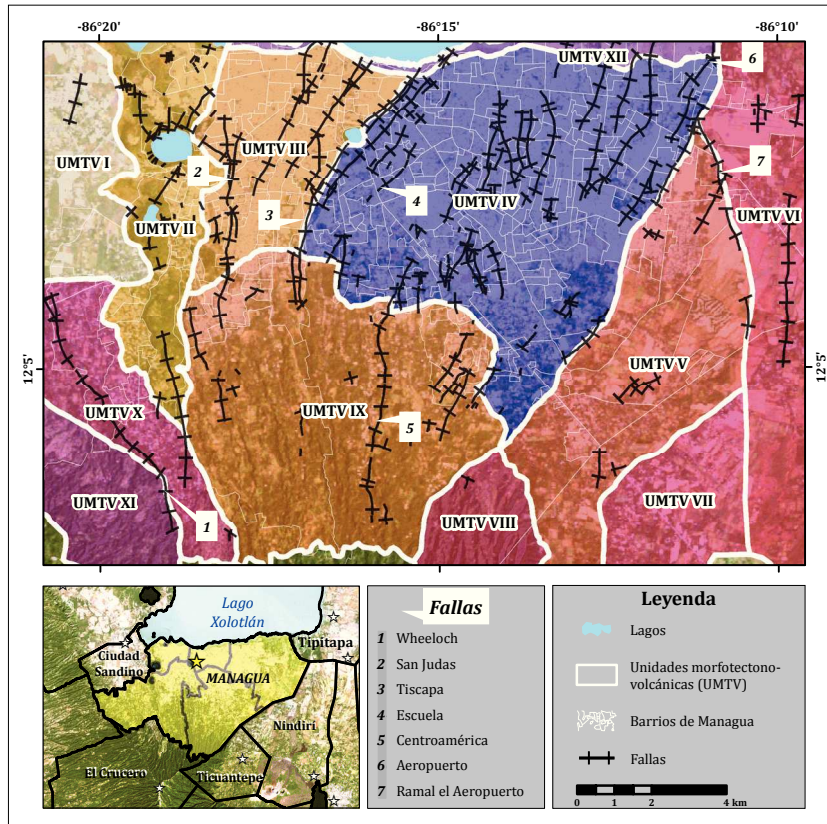 -86°20'
-86°15'
-86°10'
UMTV XII
6
UMTV I
UMTV III
2
7
UMTV II
3
4
UMTV IV
UMTV VI
12°5'
12°5'
UMTV V
UMTV X
UMTV IX
5
UMTV XI
UMTV VII
UMTV VIII
1
Lago
Xolotlán
Ciudad
Sandino
Tipitapa
MANAGUA
Nindirí
El Crucero
Ticuantepe
Fallas
1 Wheeloch
2 San Judas
3 Tiscapa
4 Escuela
5 Centroamérica
6 Aeropuerto
7 Ramal el Aeropuerto
Leyenda
Lagos
Unidades morfotectono-
volcánicas (UMTV)
Barrios de Managua
Fallas
0 1 2 4 km